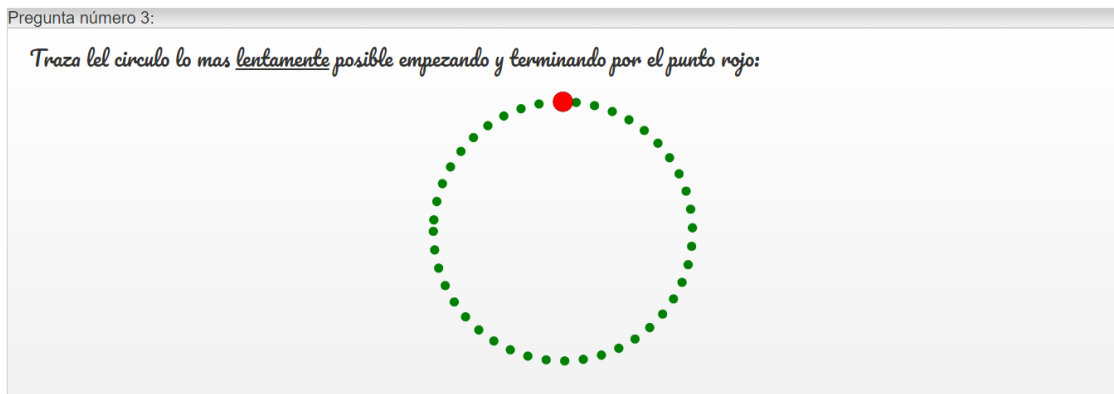 Pregunta número 3:
Traza lel circulo lo mas lentamente posible empezando y terminando por el punto rojo: